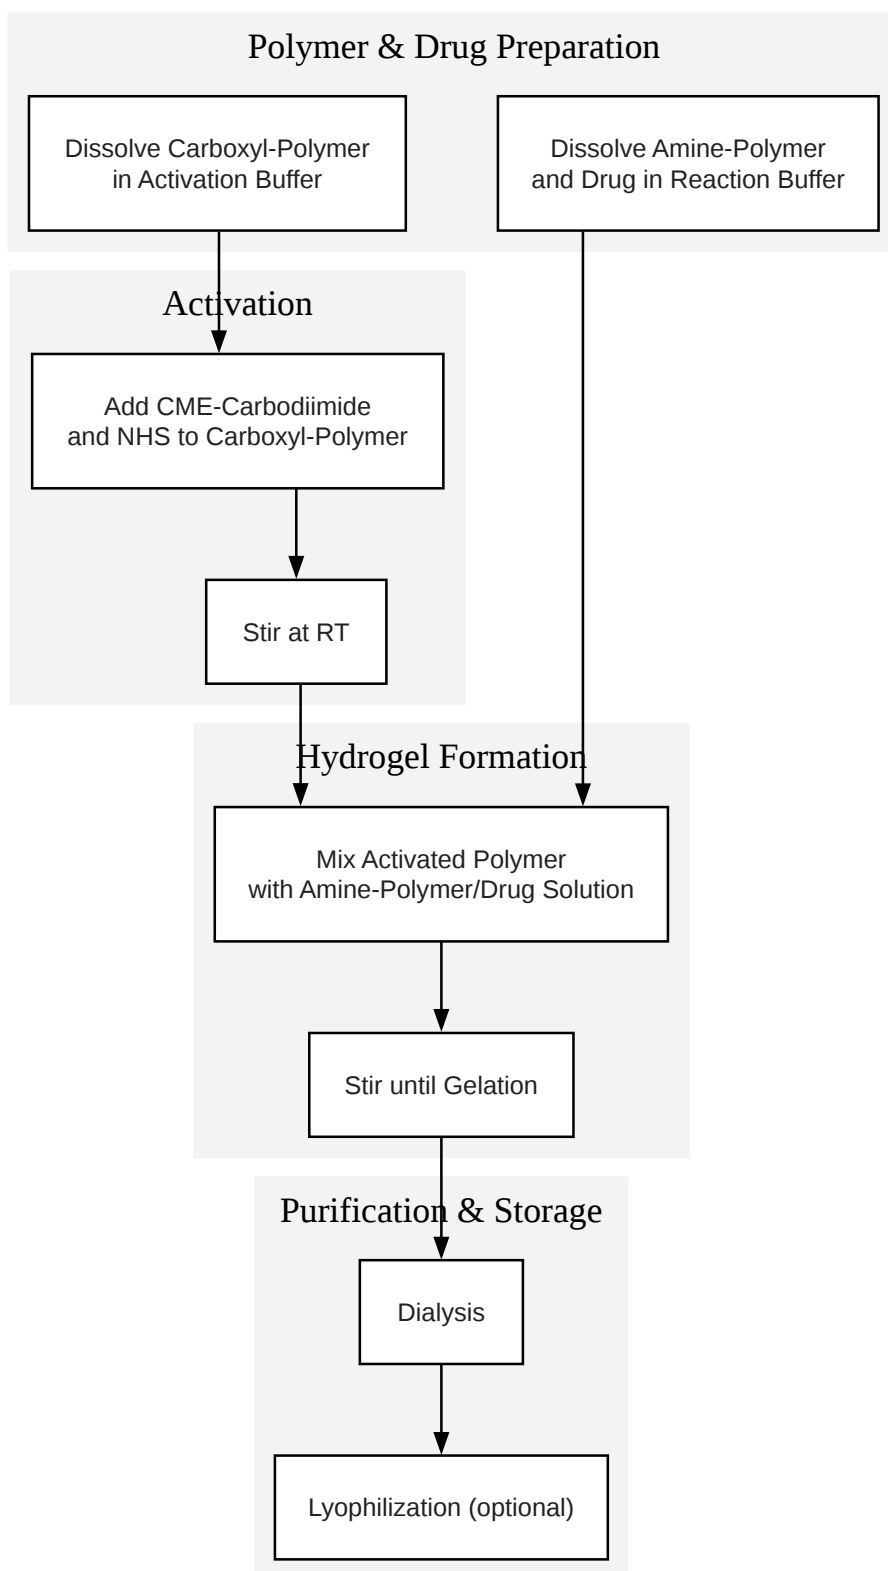 Polymer & Drug Preparation
Dissolve Carboxyl-Polymer
in Activation Buffer
Dissolve Amine-Polymer
and Drug in Reaction Buffer
Activation
Add CME-Carbodiimide
and NHS to Carboxyl-Polymer
Stir at RT
Hydrogel Formation
Mix Activated Polymer
with Amine-Polymer/Drug Solution
Stir until Gelation
Purification & Storage
Dialysis
Lyophilization (optional)